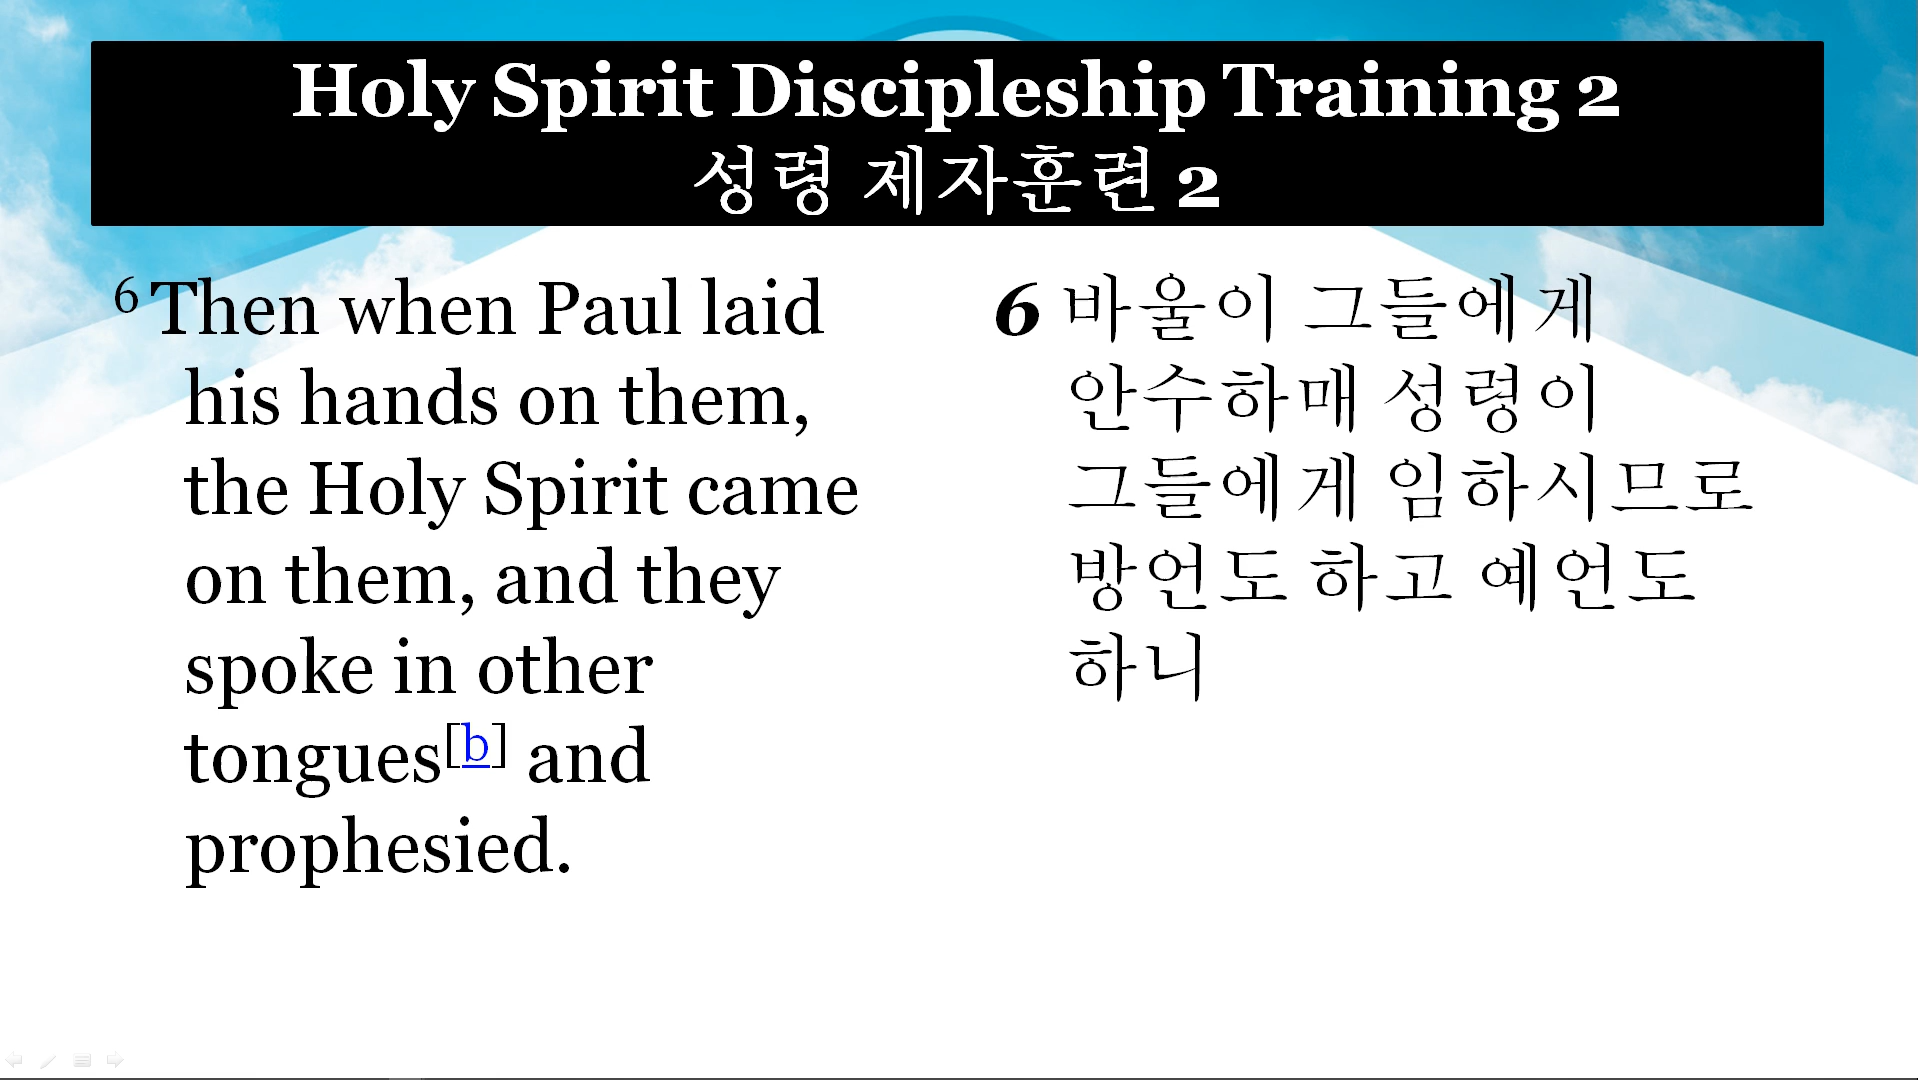 Holy Spirit Discipleship Training 2
성령 제자훈련 2
6 Then when Paul laid
his hands on them,
the Holy Spirit came
on them, and they
spoke in other
tongues[b] and
prophesied.
6 바울이 그들에게
안수하매 성령이
그들에게 임하시므로
방언도 하고 예언도
하니